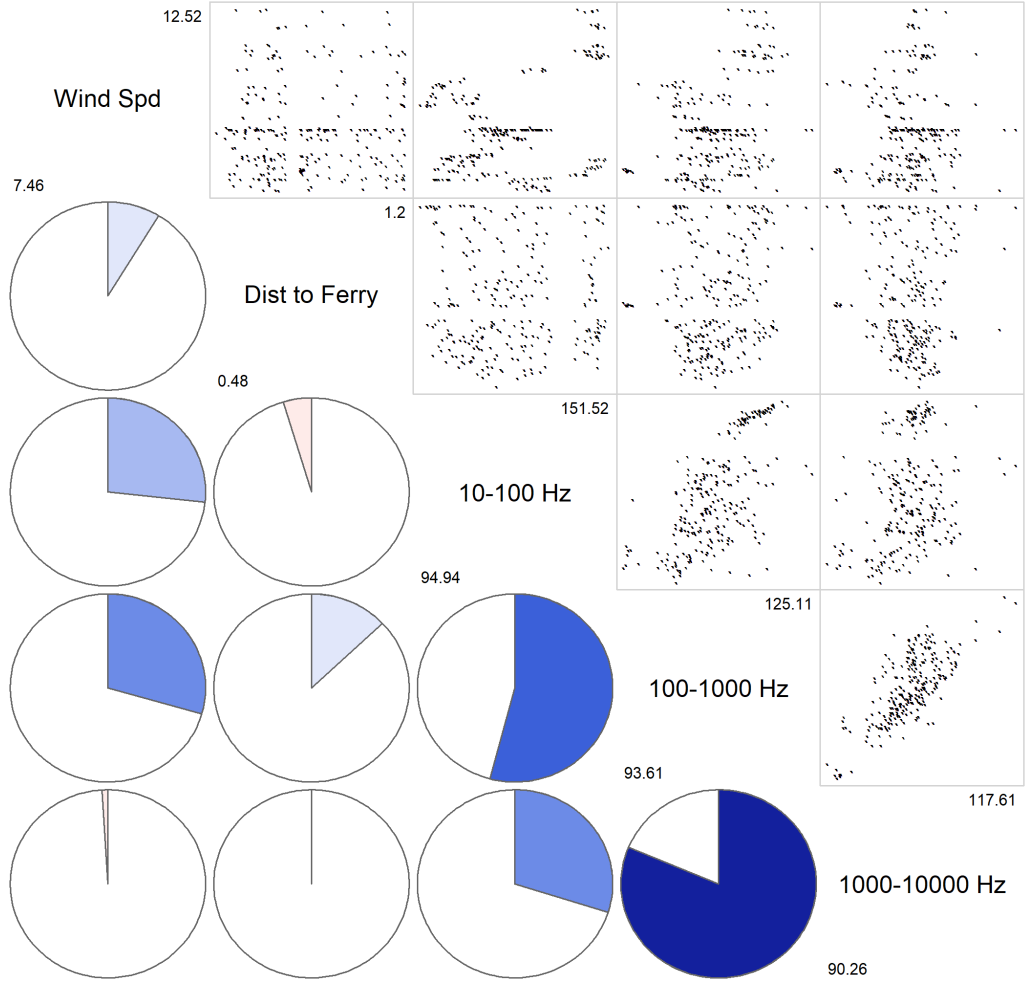 12.52
Wind Spd
7.46
1.2
Dist to Ferry
0.48
151.52
10-100 Hz
94.94
125.11
100-1000 Hz
93.61
117.61
1000-10000 Hz
90.26